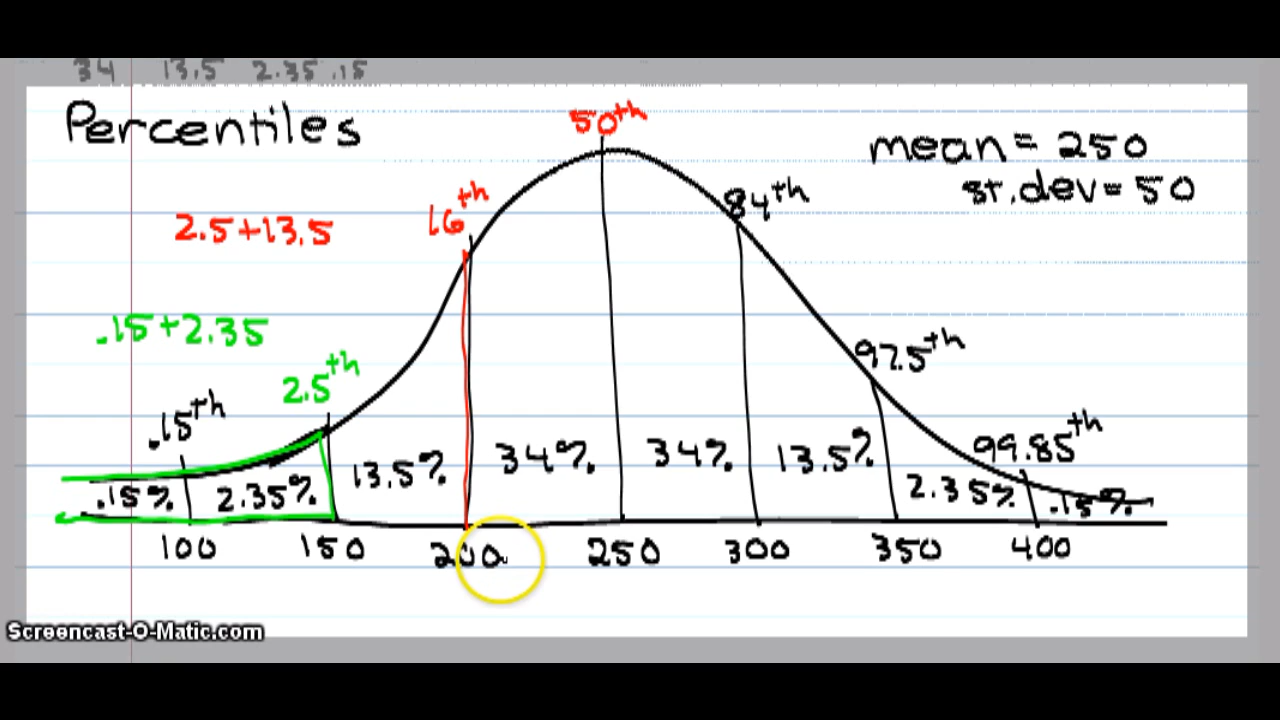 34 13.5 2.35 .15
Percentiles
50th
mean = 250
st.dev = 50
16th
84th
2.5+13.5
.15+2.35
97.5th
2.5th
.15th
99.85th
.15% 2.35% 13.5% 34% 34% 13.5% 2.35% .15%
100 150 200 250 300 350 400
Screencast-O-Matic.com